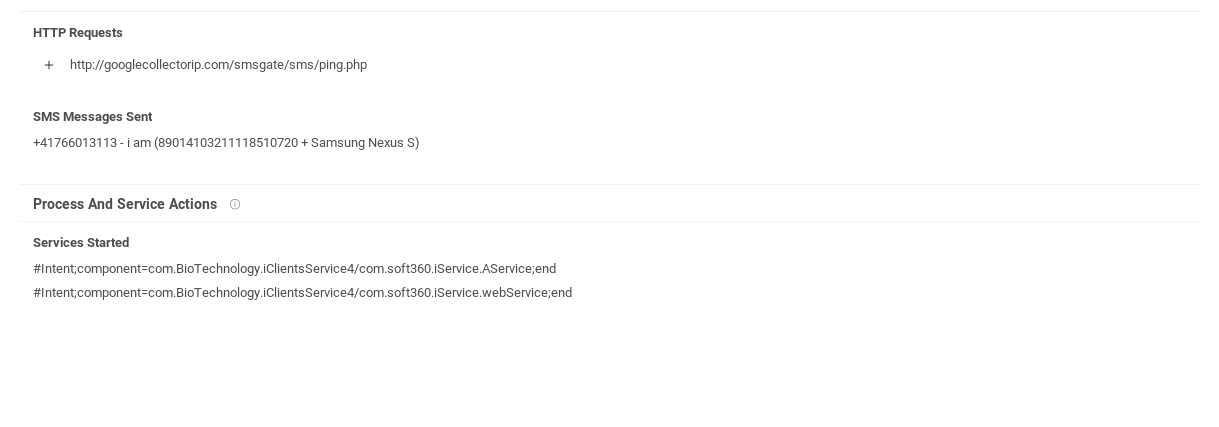 HTTP Requests
+ http://googlecollectorip.com/smsgate/sms/ping.php
SMS Messages Sent
+41766013113 - i am (89014103211118510720 + Samsung Nexus S)
Process And Service Actions
Services Started
#Intent;component=com.BioTechnology.iClientsService4/com.soft360.iService.AService;end
#Intent;component=com.BioTechnology.iClientsService4/com.soft360.iService.webService;end